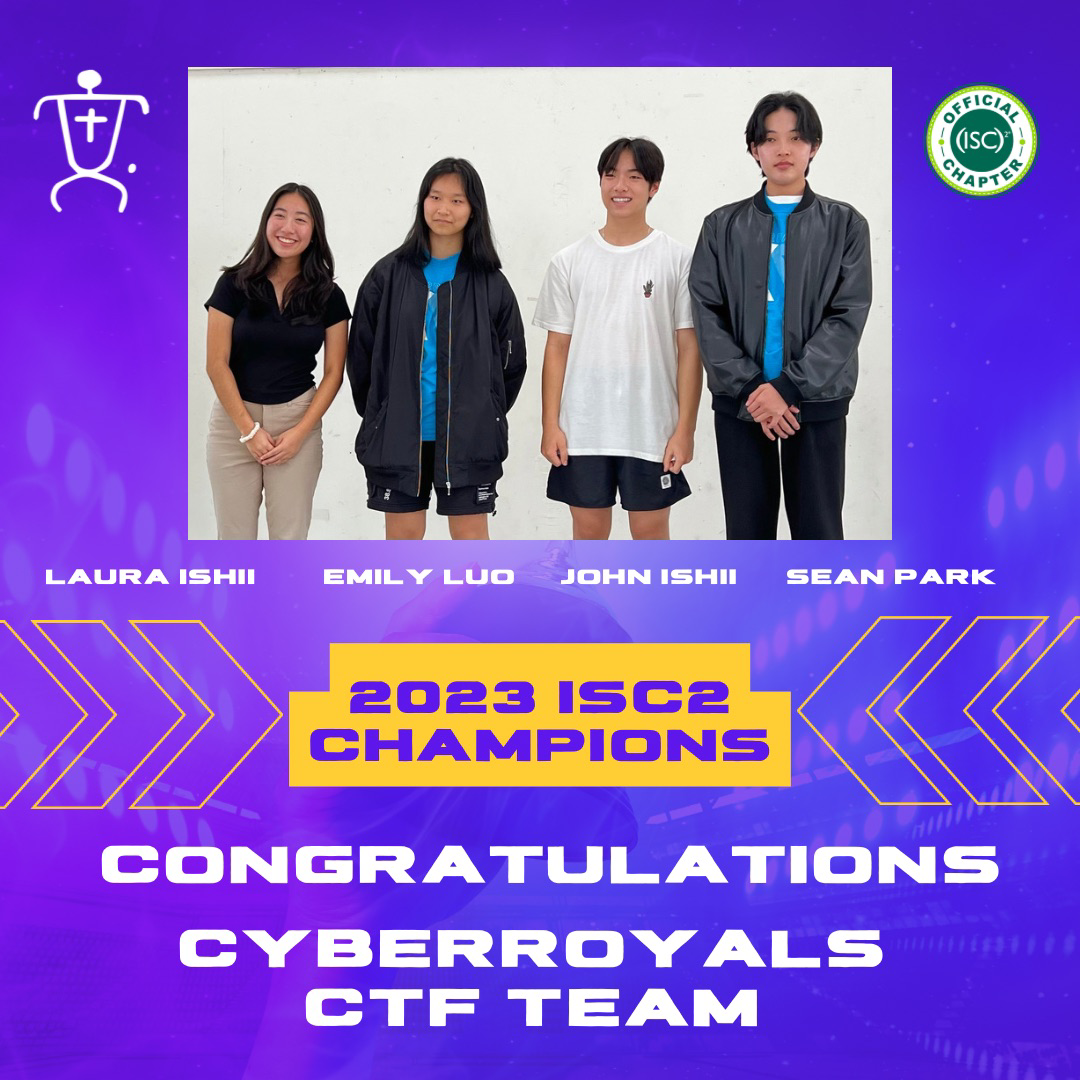 OFFICIAL
(ISC)²
CHAPTER
LAURA ISHII EMILY LUO JOHN ISHII SEAN PARK
2023 ISC2
CHAMPIONS
CONGRATULATIONS
CYBERROYALS
CTF TEAM